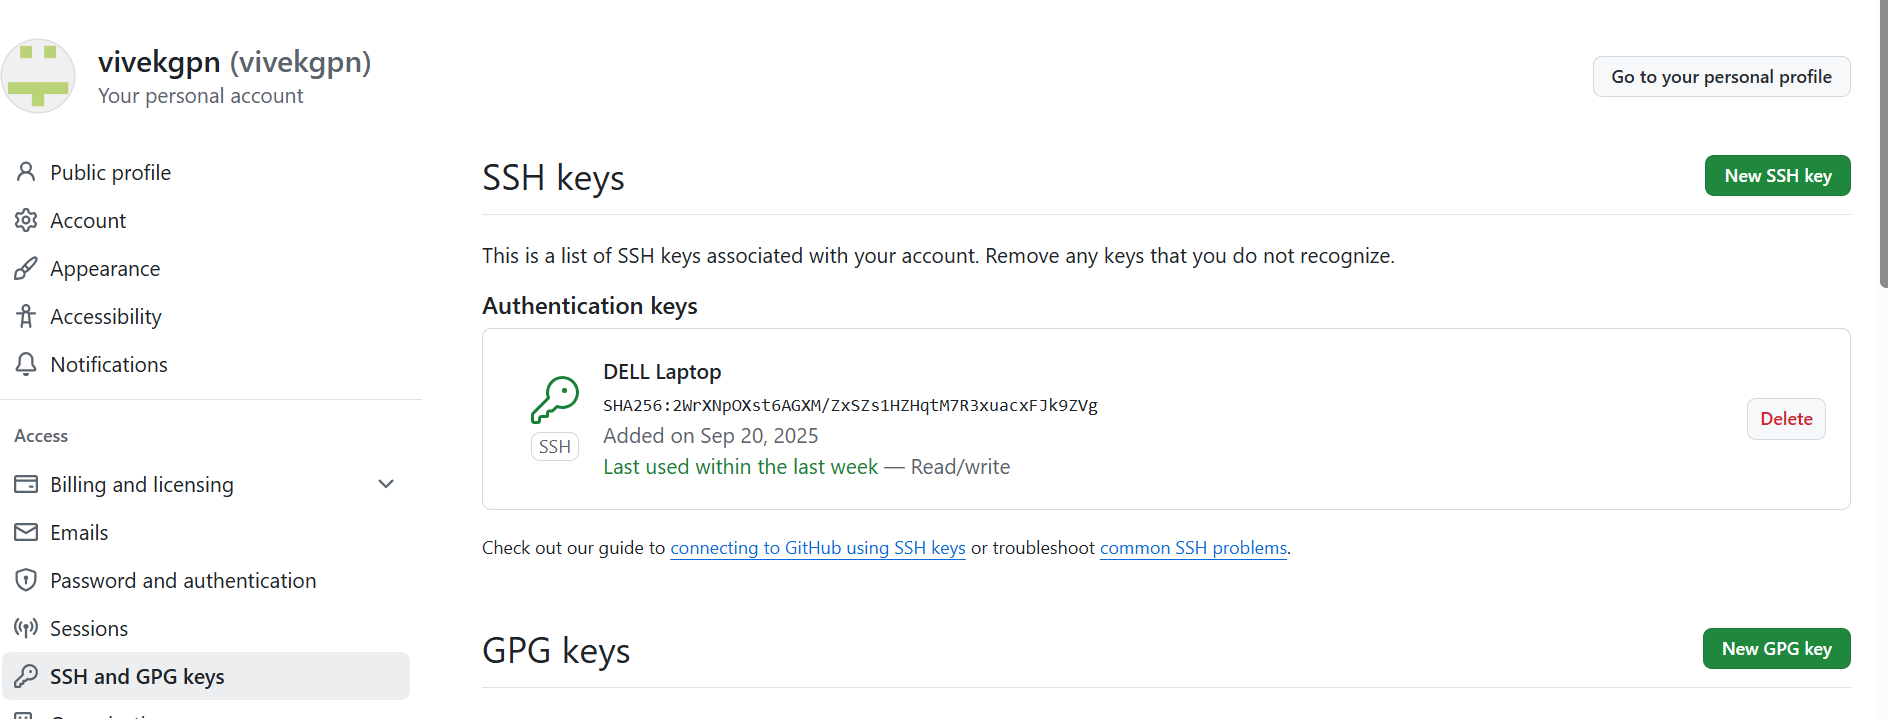 vivekgpn (vivekgpn)
Your personal account
Go to your personal profile
Public profile
Account
Appearance
Accessibility
Notifications
Access
Billing and licensing
Emails
Password and authentication
Sessions
SSH and GPG keys
SSH keys
New SSH key
This is a list of SSH keys associated with your account. Remove any keys that you do not recognize.
Authentication keys
DELL Laptop
SHA256:2WrXNpOXst6AGXM/ZxSZs1HZHqtM7R3xuacxFJk9ZVg
SSH
Added on Sep 20, 2025
Last used within the last week — Read/write
Delete
Check out our guide to connecting to GitHub using SSH keys or troubleshoot common SSH problems.
GPG keys
New GPG key